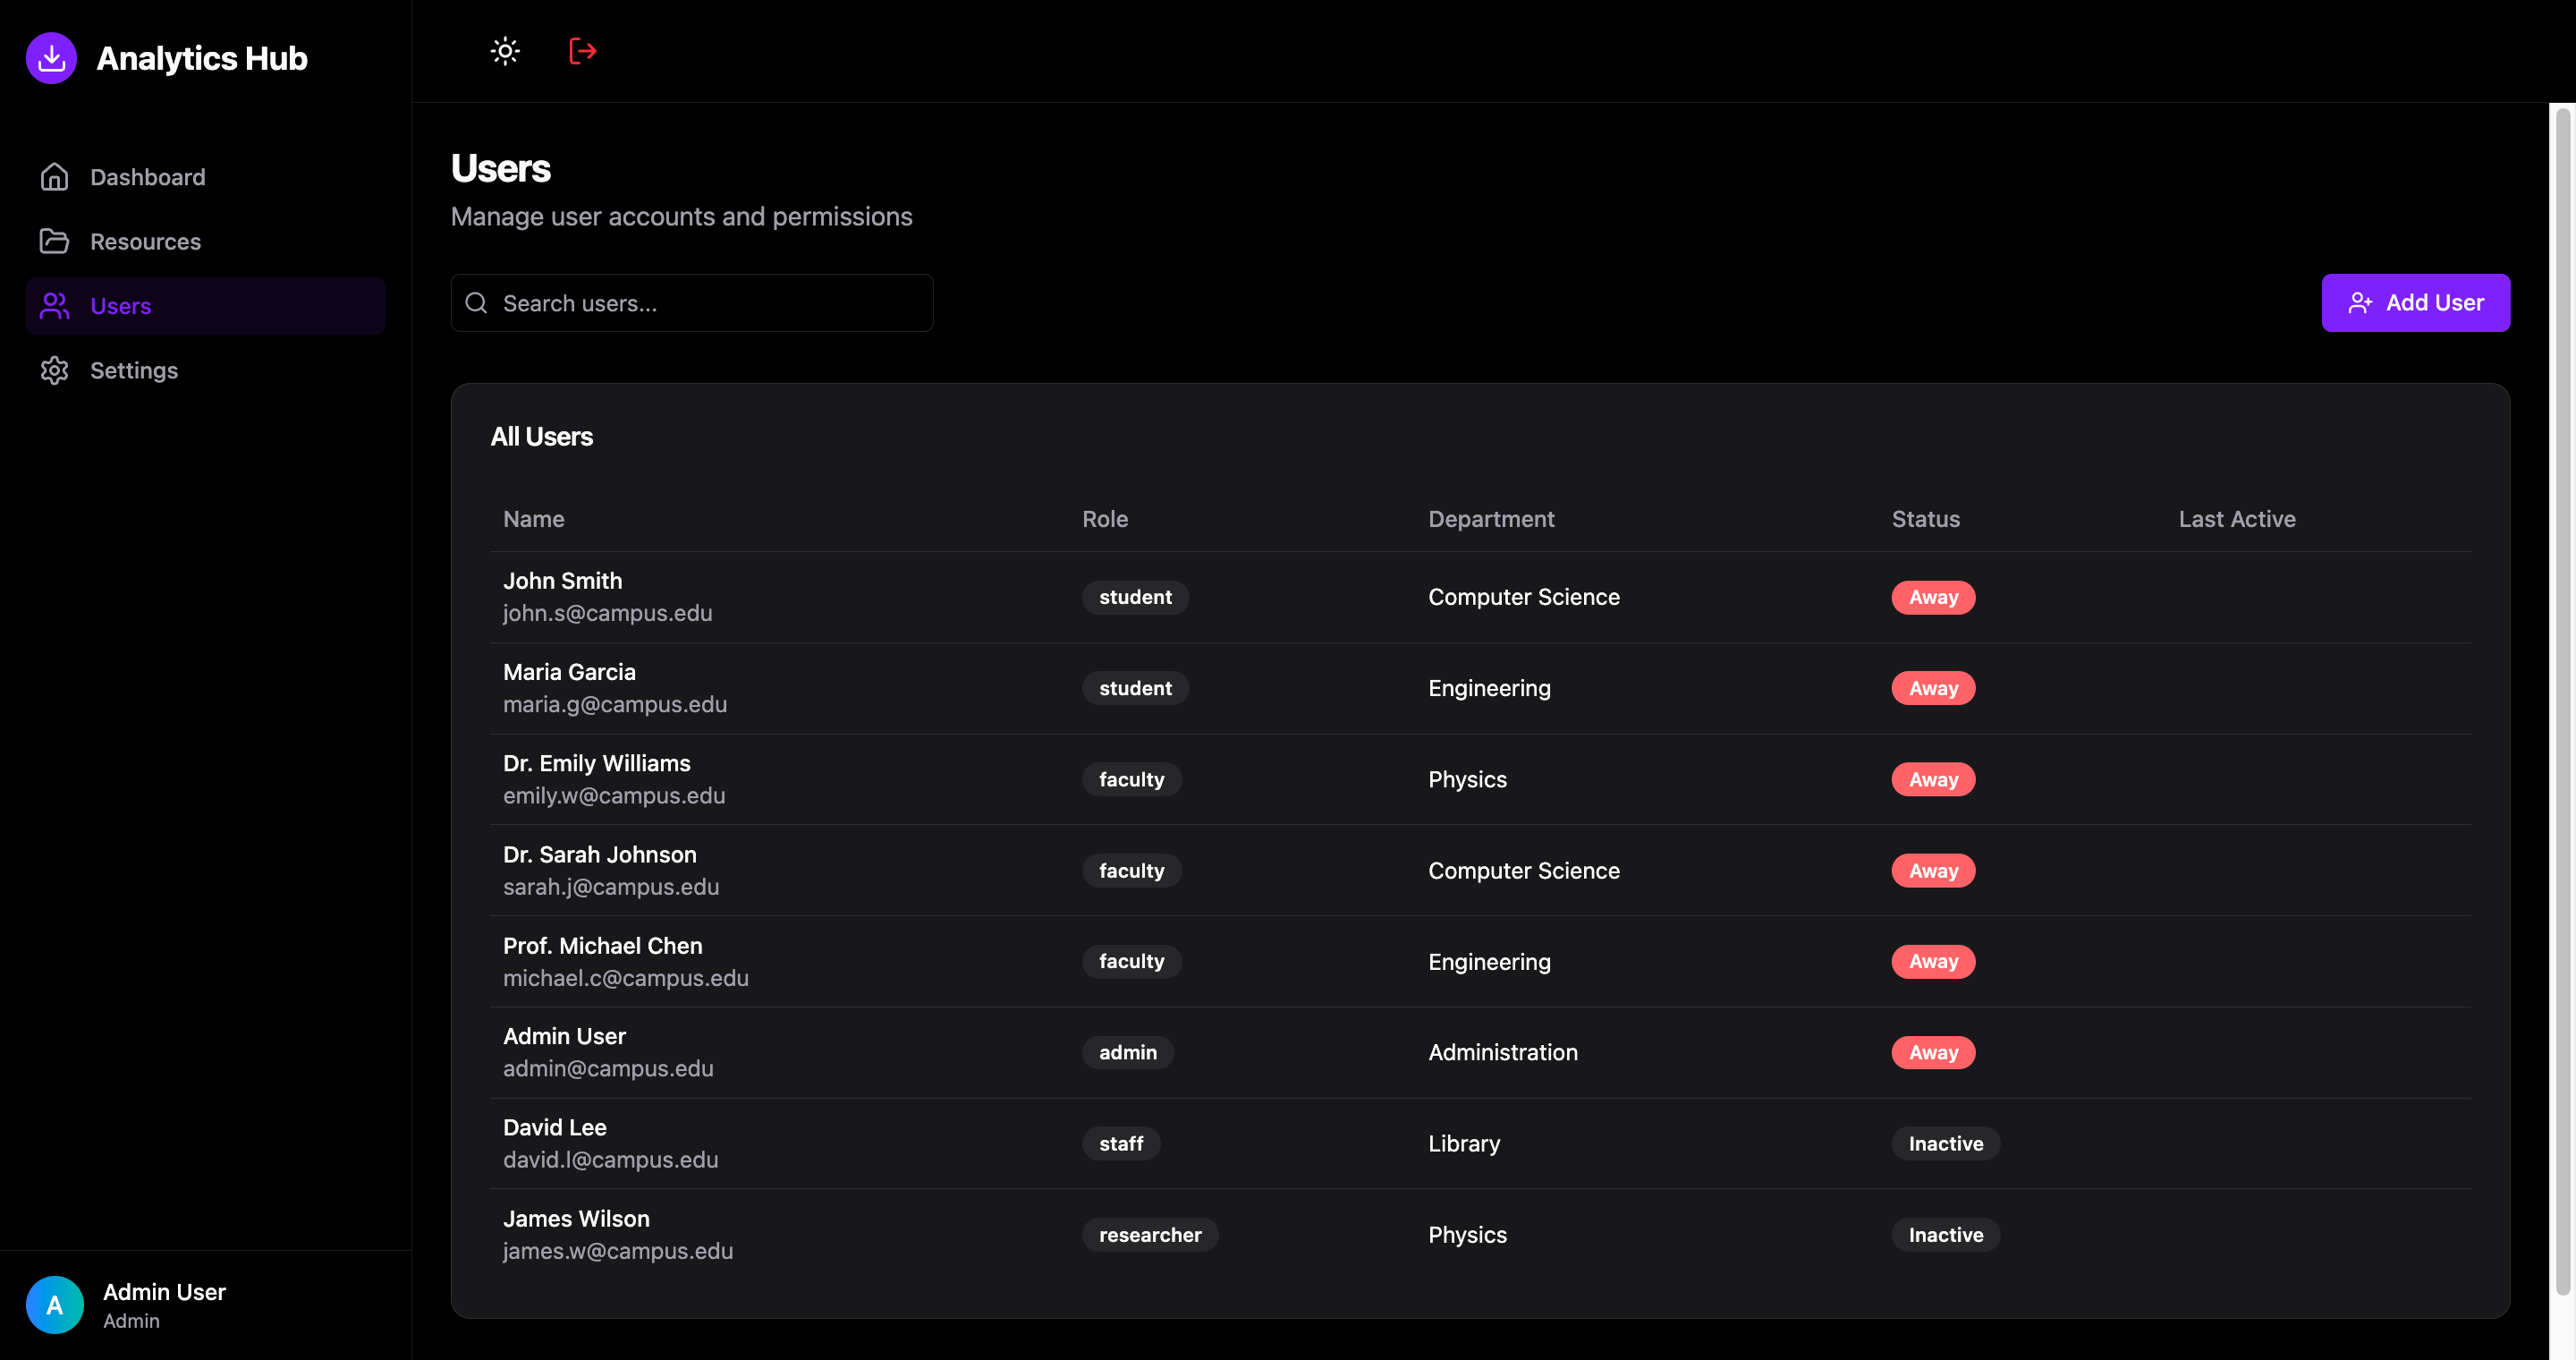 Analytics Hub
Dashboard
Resources
Users
Settings
Users
Manage user accounts and permissions
Search users...
Add User
All Users
Name Role Department Status Last Active
John Smith
john.s@campus.edu
student Computer Science Away
Maria Garcia
maria.g@campus.edu
student Engineering Away
Dr. Emily Williams
emily.w@campus.edu
faculty Physics Away
Dr. Sarah Johnson
sarah.j@campus.edu
faculty Computer Science Away
Prof. Michael Chen
michael.c@campus.edu
faculty Engineering Away
Admin User
admin@campus.edu
admin Administration Away
David Lee
david.l@campus.edu
staff Library Inactive
James Wilson
james.w@campus.edu
researcher Physics Inactive
A
Admin User
Admin